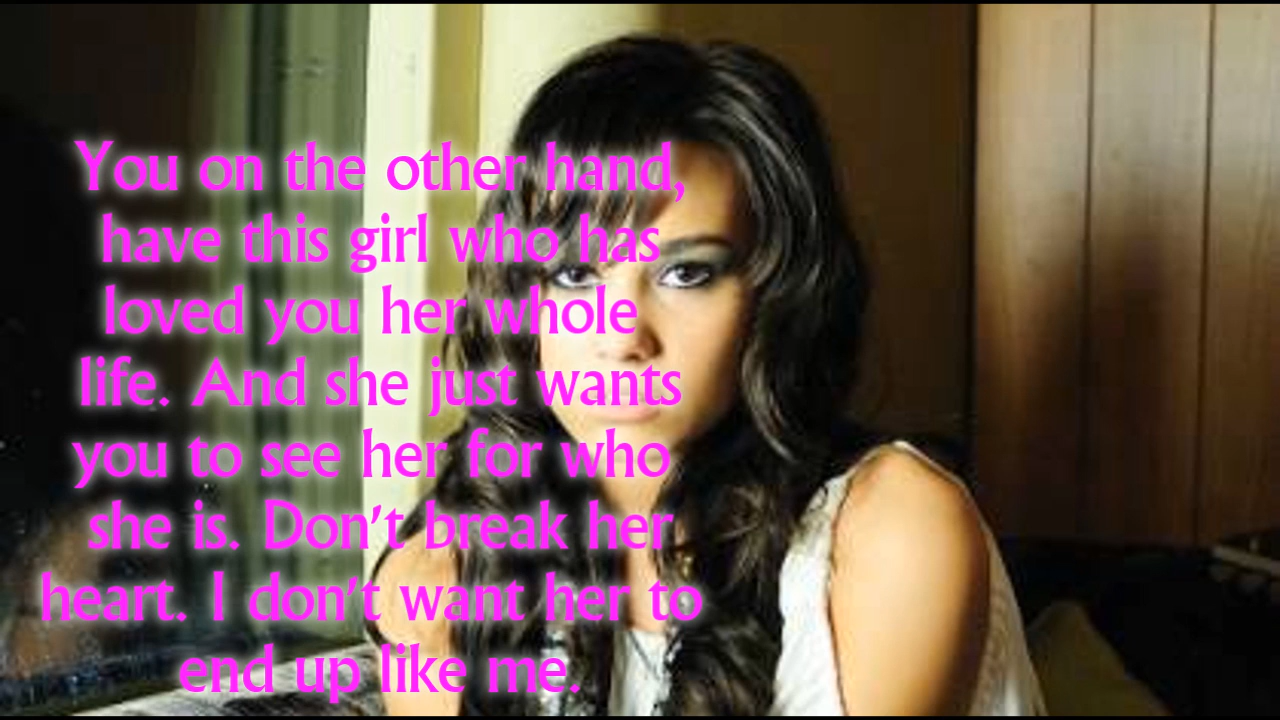 You on the other hand,
have this girl who has
loved you her whole
life. And she just wants
you to see her for who
she is. Don't break her
heart. I don't want her to
end up like me.